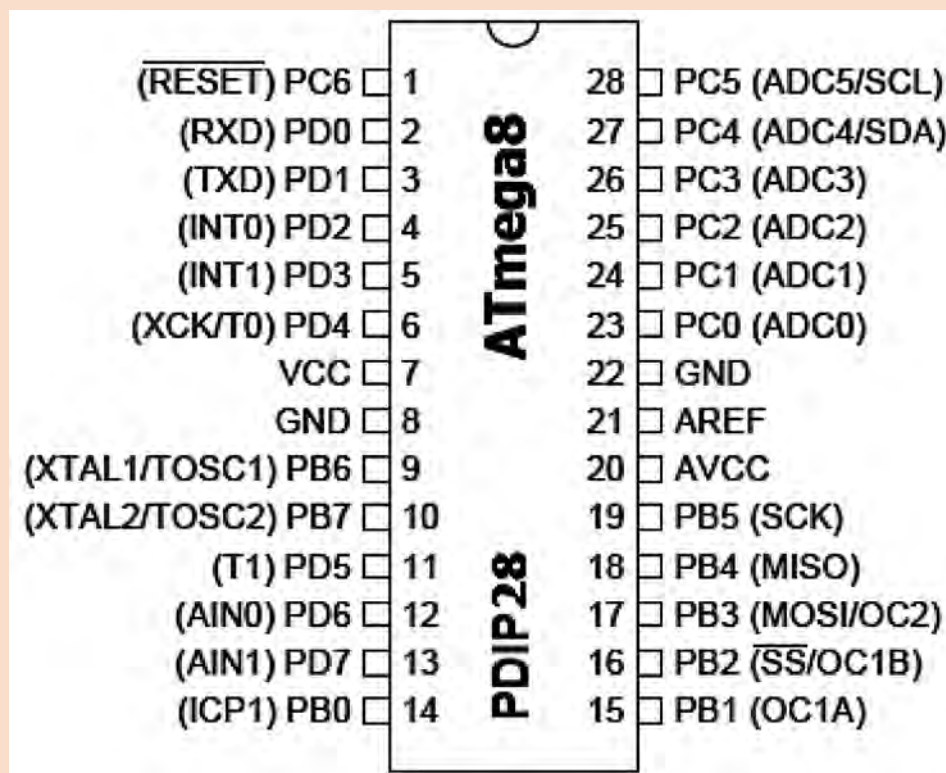 (RESET) PC6 1 28 PC5 (ADC5/SCL)
(RXD) PD0 2 27 PC4 (ADC4/SDA)
(TXD) PD1 3 26 PC3 (ADC3)
(INT0) PD2 4 25 PC2 (ADC2)
(INT1) PD3 5 24 PC1 (ADC1)
(XCK/T0) PD4 6 23 PC0 (ADC0)
VCC 7 22 GND
GND 8 21 AREF
(XTAL1/TOSC1) PB6 9 20 AVCC
(XTAL2/TOSC2) PB7 10 19 PB5 (SCK)
(T1) PD5 11 18 PB4 (MISO)
(AIN0) PD6 12 17 PB3 (MOSI/OC2)
(AIN1) PD7 13 16 PB2 (SS/OC1B)
(ICP1) PB0 14 15 PB1 (OC1A)
ATmega8
PDIP28